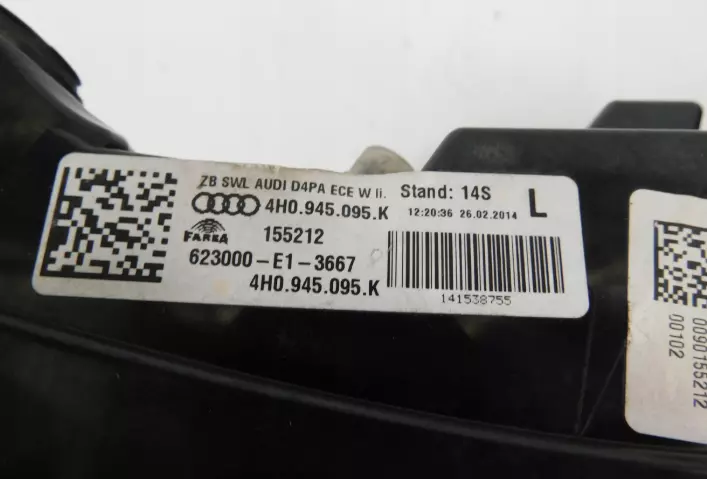 ZB SWL AUDI D4PA ECE W li. Stand: 14S
4H0.945.095.K 12:20:36 26.02.2014 L
FARBA 155212
623000-E1-3667
4H0.945.095.K 141538755
0090155212
00102